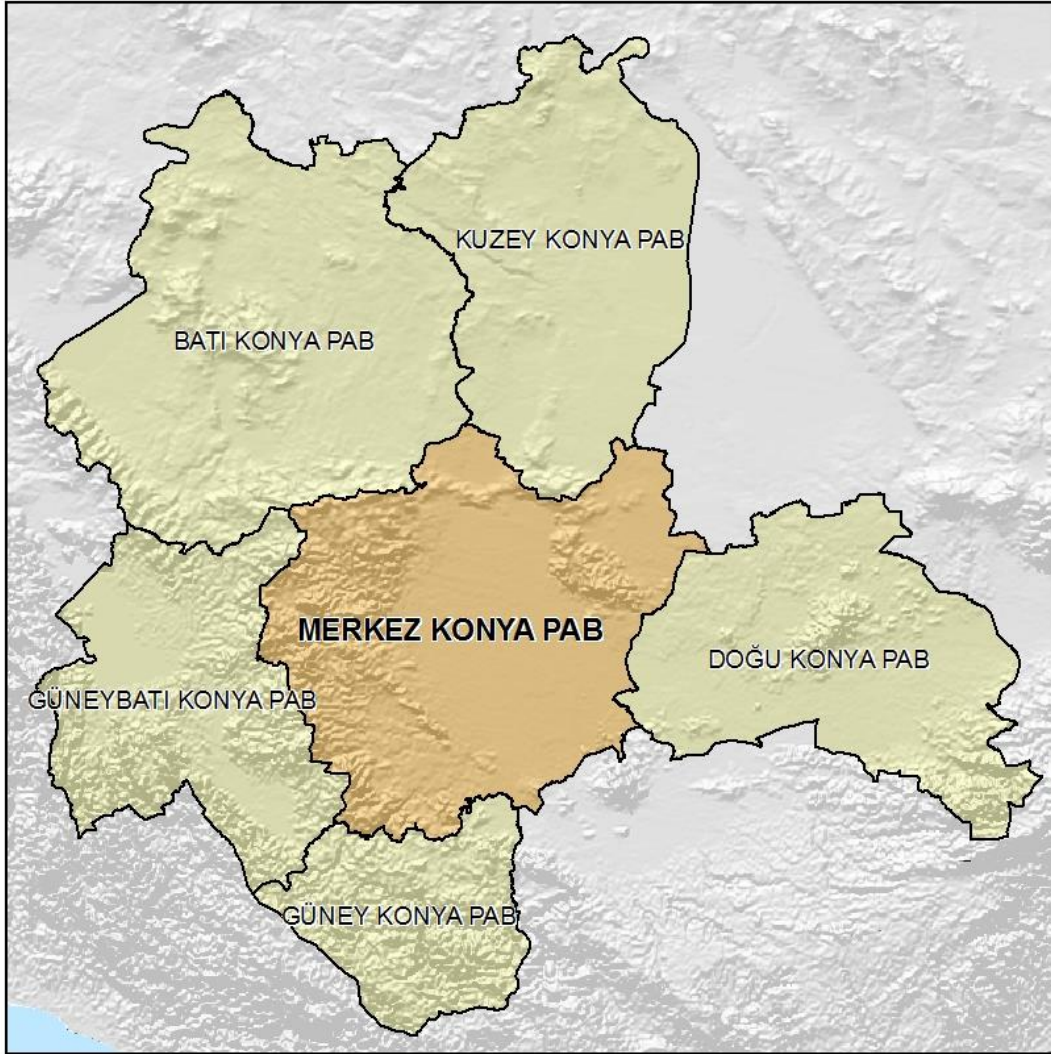 KUZEY KONYA PAB
BATI KONYA PAB
MERKEZ KONYA PAB
DOĞU KONYA PAB
GÜNEYBATI KONYA PAB
GÜNEY KONYA PAB